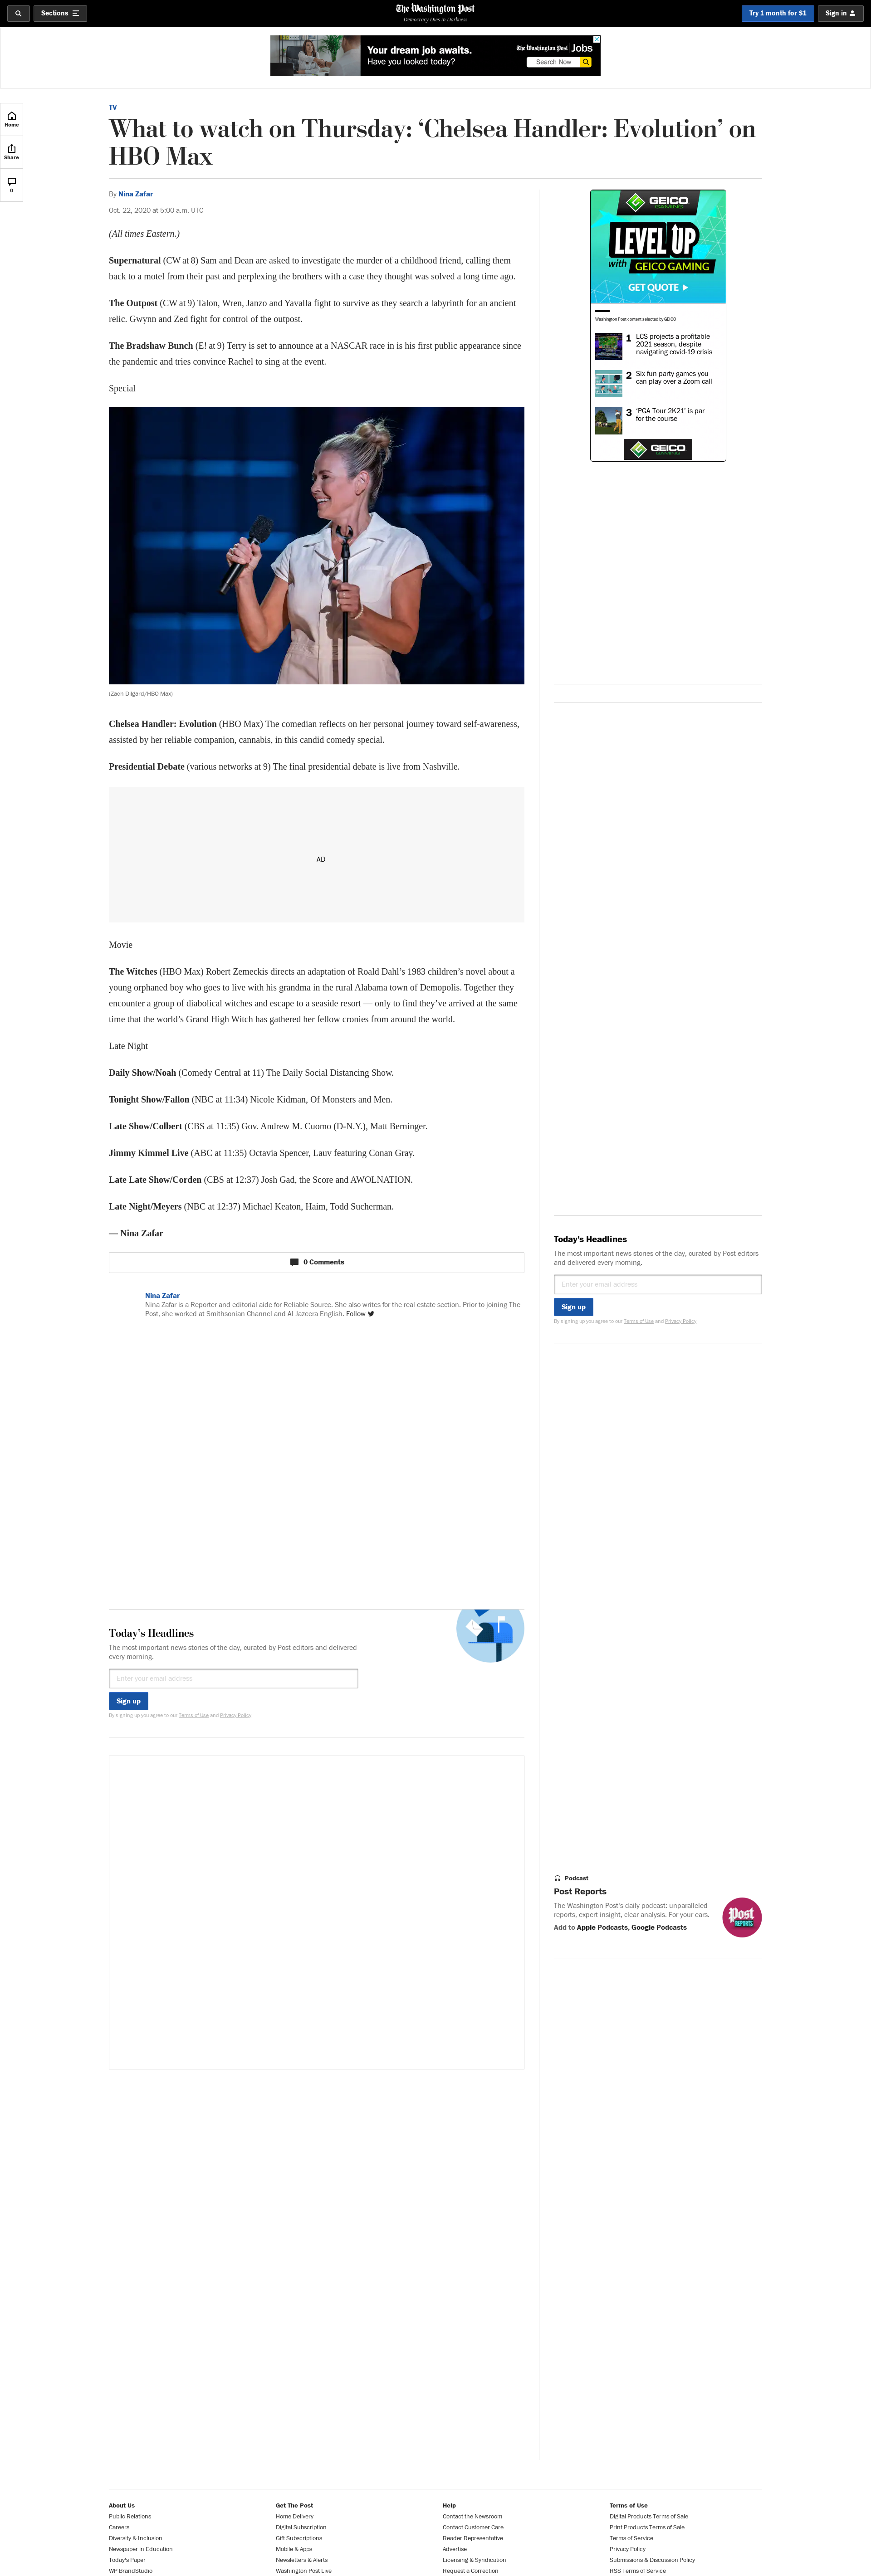 Sections
The Washington Post
Democracy Dies in Darkness
Try 1 month for $1
Sign in
Your dream job awaits.
Have you looked today?
The Washington Post Jobs
Search Now
Home
Share
0
TV
What to watch on Thursday: ‘Chelsea Handler: Evolution’ on
HBO Max
By Nina Zafar
Oct. 22, 2020 at 5:00 a.m. UTC
(All times Eastern.)
Supernatural (CW at 8) Sam and Dean are asked to investigate the murder of a childhood friend, calling them
back to a motel from their past and perplexing the brothers with a case they thought was solved a long time ago.
The Outpost (CW at 9) Talon, Wren, Janzo and Yavalla fight to survive as they search a labyrinth for an ancient
relic. Gwynn and Zed fight for control of the outpost.
The Bradshaw Bunch (E! at 9) Terry is set to announce at a NASCAR race in is his first public appearance since
the pandemic and tries convince Rachel to sing at the event.
Special
(Zach Dilgard/HBO Max)
Chelsea Handler: Evolution (HBO Max) The comedian reflects on her personal journey toward self-awareness,
assisted by her reliable companion, cannabis, in this candid comedy special.
Presidential Debate (various networks at 9) The final presidential debate is live from Nashville.
AD
Movie
The Witches (HBO Max) Robert Zemeckis directs an adaptation of Roald Dahl’s 1983 children’s novel about a
young orphaned boy who goes to live with his grandma in the rural Alabama town of Demopolis. Together they
encounter a group of diabolical witches and escape to a seaside resort — only to find they’ve arrived at the same
time that the world’s Grand High Witch has gathered her fellow cronies from around the world.
Late Night
Daily Show/Noah (Comedy Central at 11) The Daily Social Distancing Show.
Tonight Show/Fallon (NBC at 11:34) Nicole Kidman, Of Monsters and Men.
Late Show/Colbert (CBS at 11:35) Gov. Andrew M. Cuomo (D-N.Y.), Matt Berninger.
Jimmy Kimmel Live (ABC at 11:35) Octavia Spencer, Lauv featuring Conan Gray.
Late Late Show/Corden (CBS at 12:37) Josh Gad, the Score and AWOLNATION.
Late Night/Meyers (NBC at 12:37) Michael Keaton, Haim, Todd Sucherman.
— Nina Zafar
0 Comments
Nina Zafar
Nina Zafar is a Reporter and editorial aide for Reliable Source. She also writes for the real estate section. Prior to joining The
Post, she worked at Smithsonian Channel and Al Jazeera English. Follow
Today’s Headlines
The most important news stories of the day, curated by Post editors and delivered
every morning.
Enter your email address
Sign up
By signing up you agree to our Terms of Use and Privacy Policy
GEICO
GAMING
LEVEL UP
with GEICO GAMING
GET QUOTE
Washington Post content selected by GEICO
1 LCS projects a profitable
2021 season, despite
navigating covid-19 crisis
2 Six fun party games you
can play over a Zoom call
3 ‘PGA Tour 2K21’ is par
for the course
GEICO
GAMING
Today’s Headlines
The most important news stories of the day, curated by Post editors
and delivered every morning.
Enter your email address
Sign up
By signing up you agree to our Terms of Use and Privacy Policy
Podcast
Post Reports
The Washington Post’s daily podcast: unparalleled
reports, expert insight, clear analysis. For your ears.
Add to Apple Podcasts, Google Podcasts
Post
REPORTS
About Us
Public Relations
Careers
Diversity & Inclusion
Newspaper in Education
Today’s Paper
WP BrandStudio
Get The Post
Home Delivery
Digital Subscription
Gift Subscriptions
Mobile & Apps
Newsletters & Alerts
Washington Post Live
Help
Contact the Newsroom
Contact Customer Care
Reader Representative
Advertise
Licensing & Syndication
Request a Correction
Terms of Use
Digital Products Terms of Sale
Print Products Terms of Sale
Terms of Service
Privacy Policy
Submissions & Discussion Policy
RSS Terms of Service